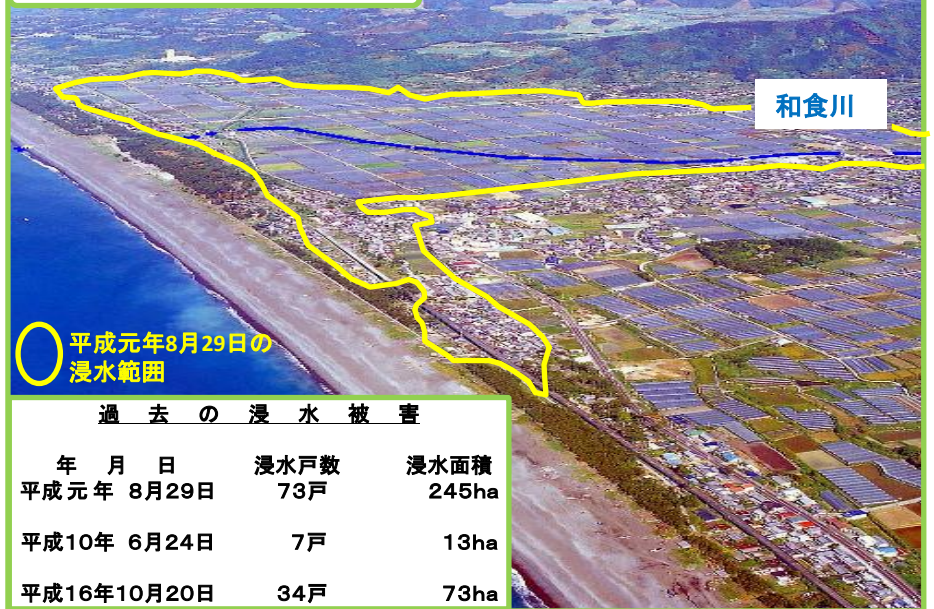 和食川
平成元年8月29日の
浸水範囲
過去の浸水被害
年月日 浸水戸数 浸水面積
平成元年 8月29日 73戸 245ha
平成10年 6月24日 7戸 13ha
平成16年10月20日 34戸 73ha